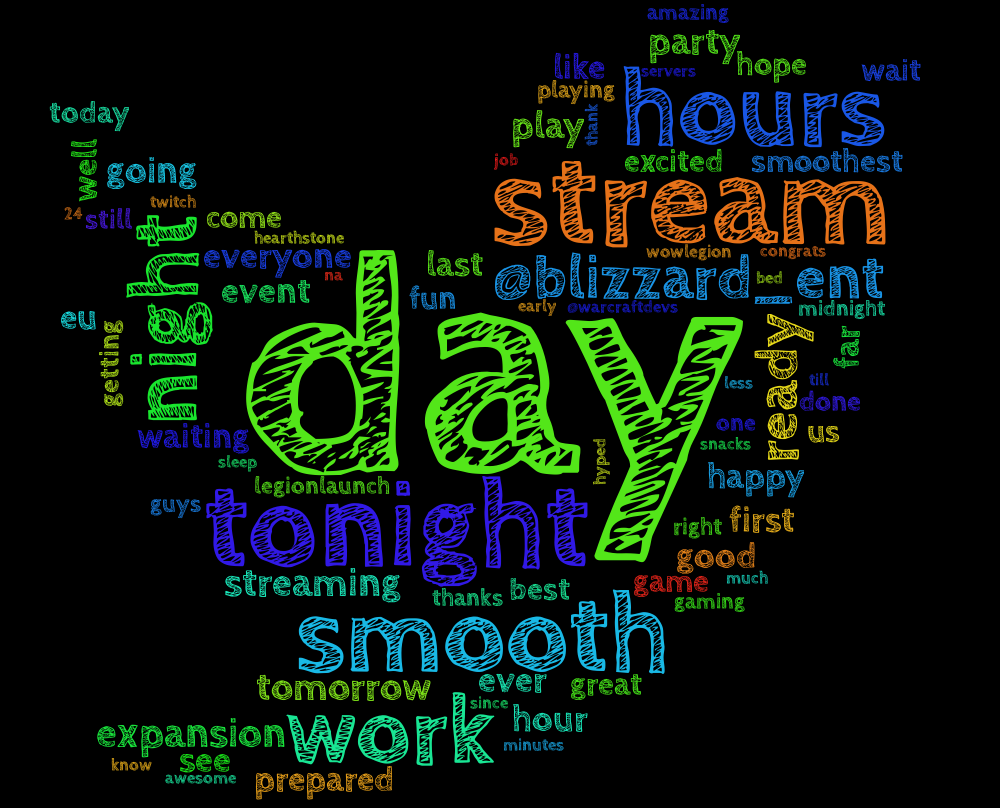 amazing
party
hope
like
servers
wait
playing
hours
today
thank
play
well
job
excited
smoothest
going
stream
24
still
twitch
night
come
hearthstone
wowlegion
congrats
everyone
na
last
@blizzard_ent
bed
event
fun
early
@warcraftdevs
midnight
eu
getting
day
ready
far
less
till
done
one
us
waiting
snacks
sleep
hyped
happy
legionlaunch
guys
tonight
right
first
good
streaming
thanks
best
game
much
gaming
smooth
tomorrow
ever
great
since
expansion
work
hour
see
minutes
know
awesome
prepared